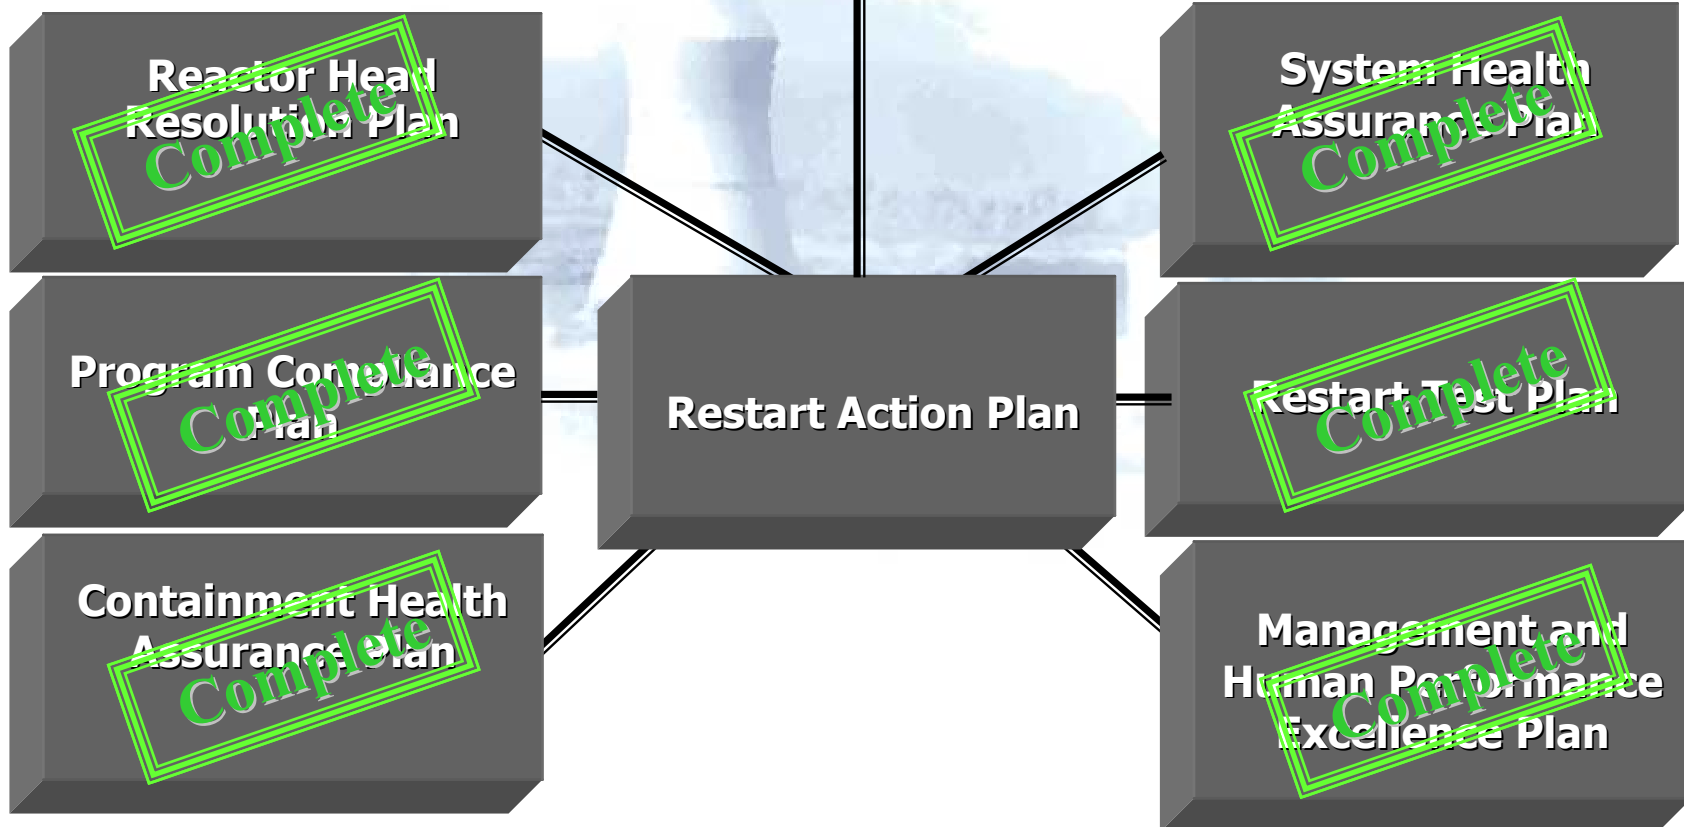 Reactor Head
Resolution Plan
Complete
System Health
Assurance Plan
Complete
Program Compliance
Plan
Complete
Restart Action Plan
Restart Test Plan
Complete
Containment Health
Assurance Plan
Complete
Management and
Human Performance
Excellence Plan
Complete